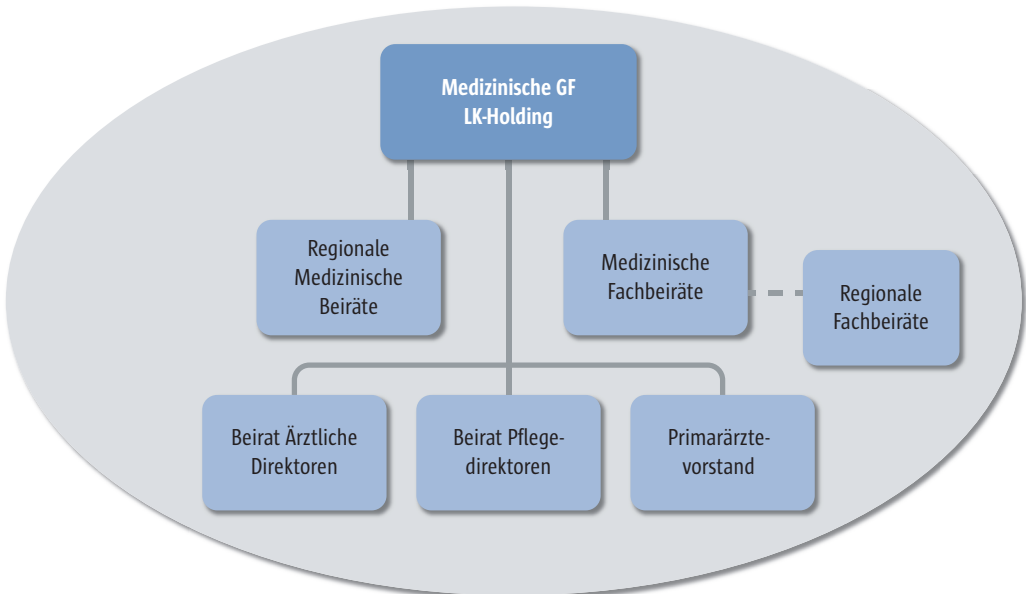 Medizinische GF
LK-Holding
Regionale
Medizinische
Beiräte
Medizinische
Fachbeiräte
Regionale
Fachbeiräte
Beirat Ärztliche
Direktoren
Beirat Pflege-
direktoren
Primarärzte-
vorstand